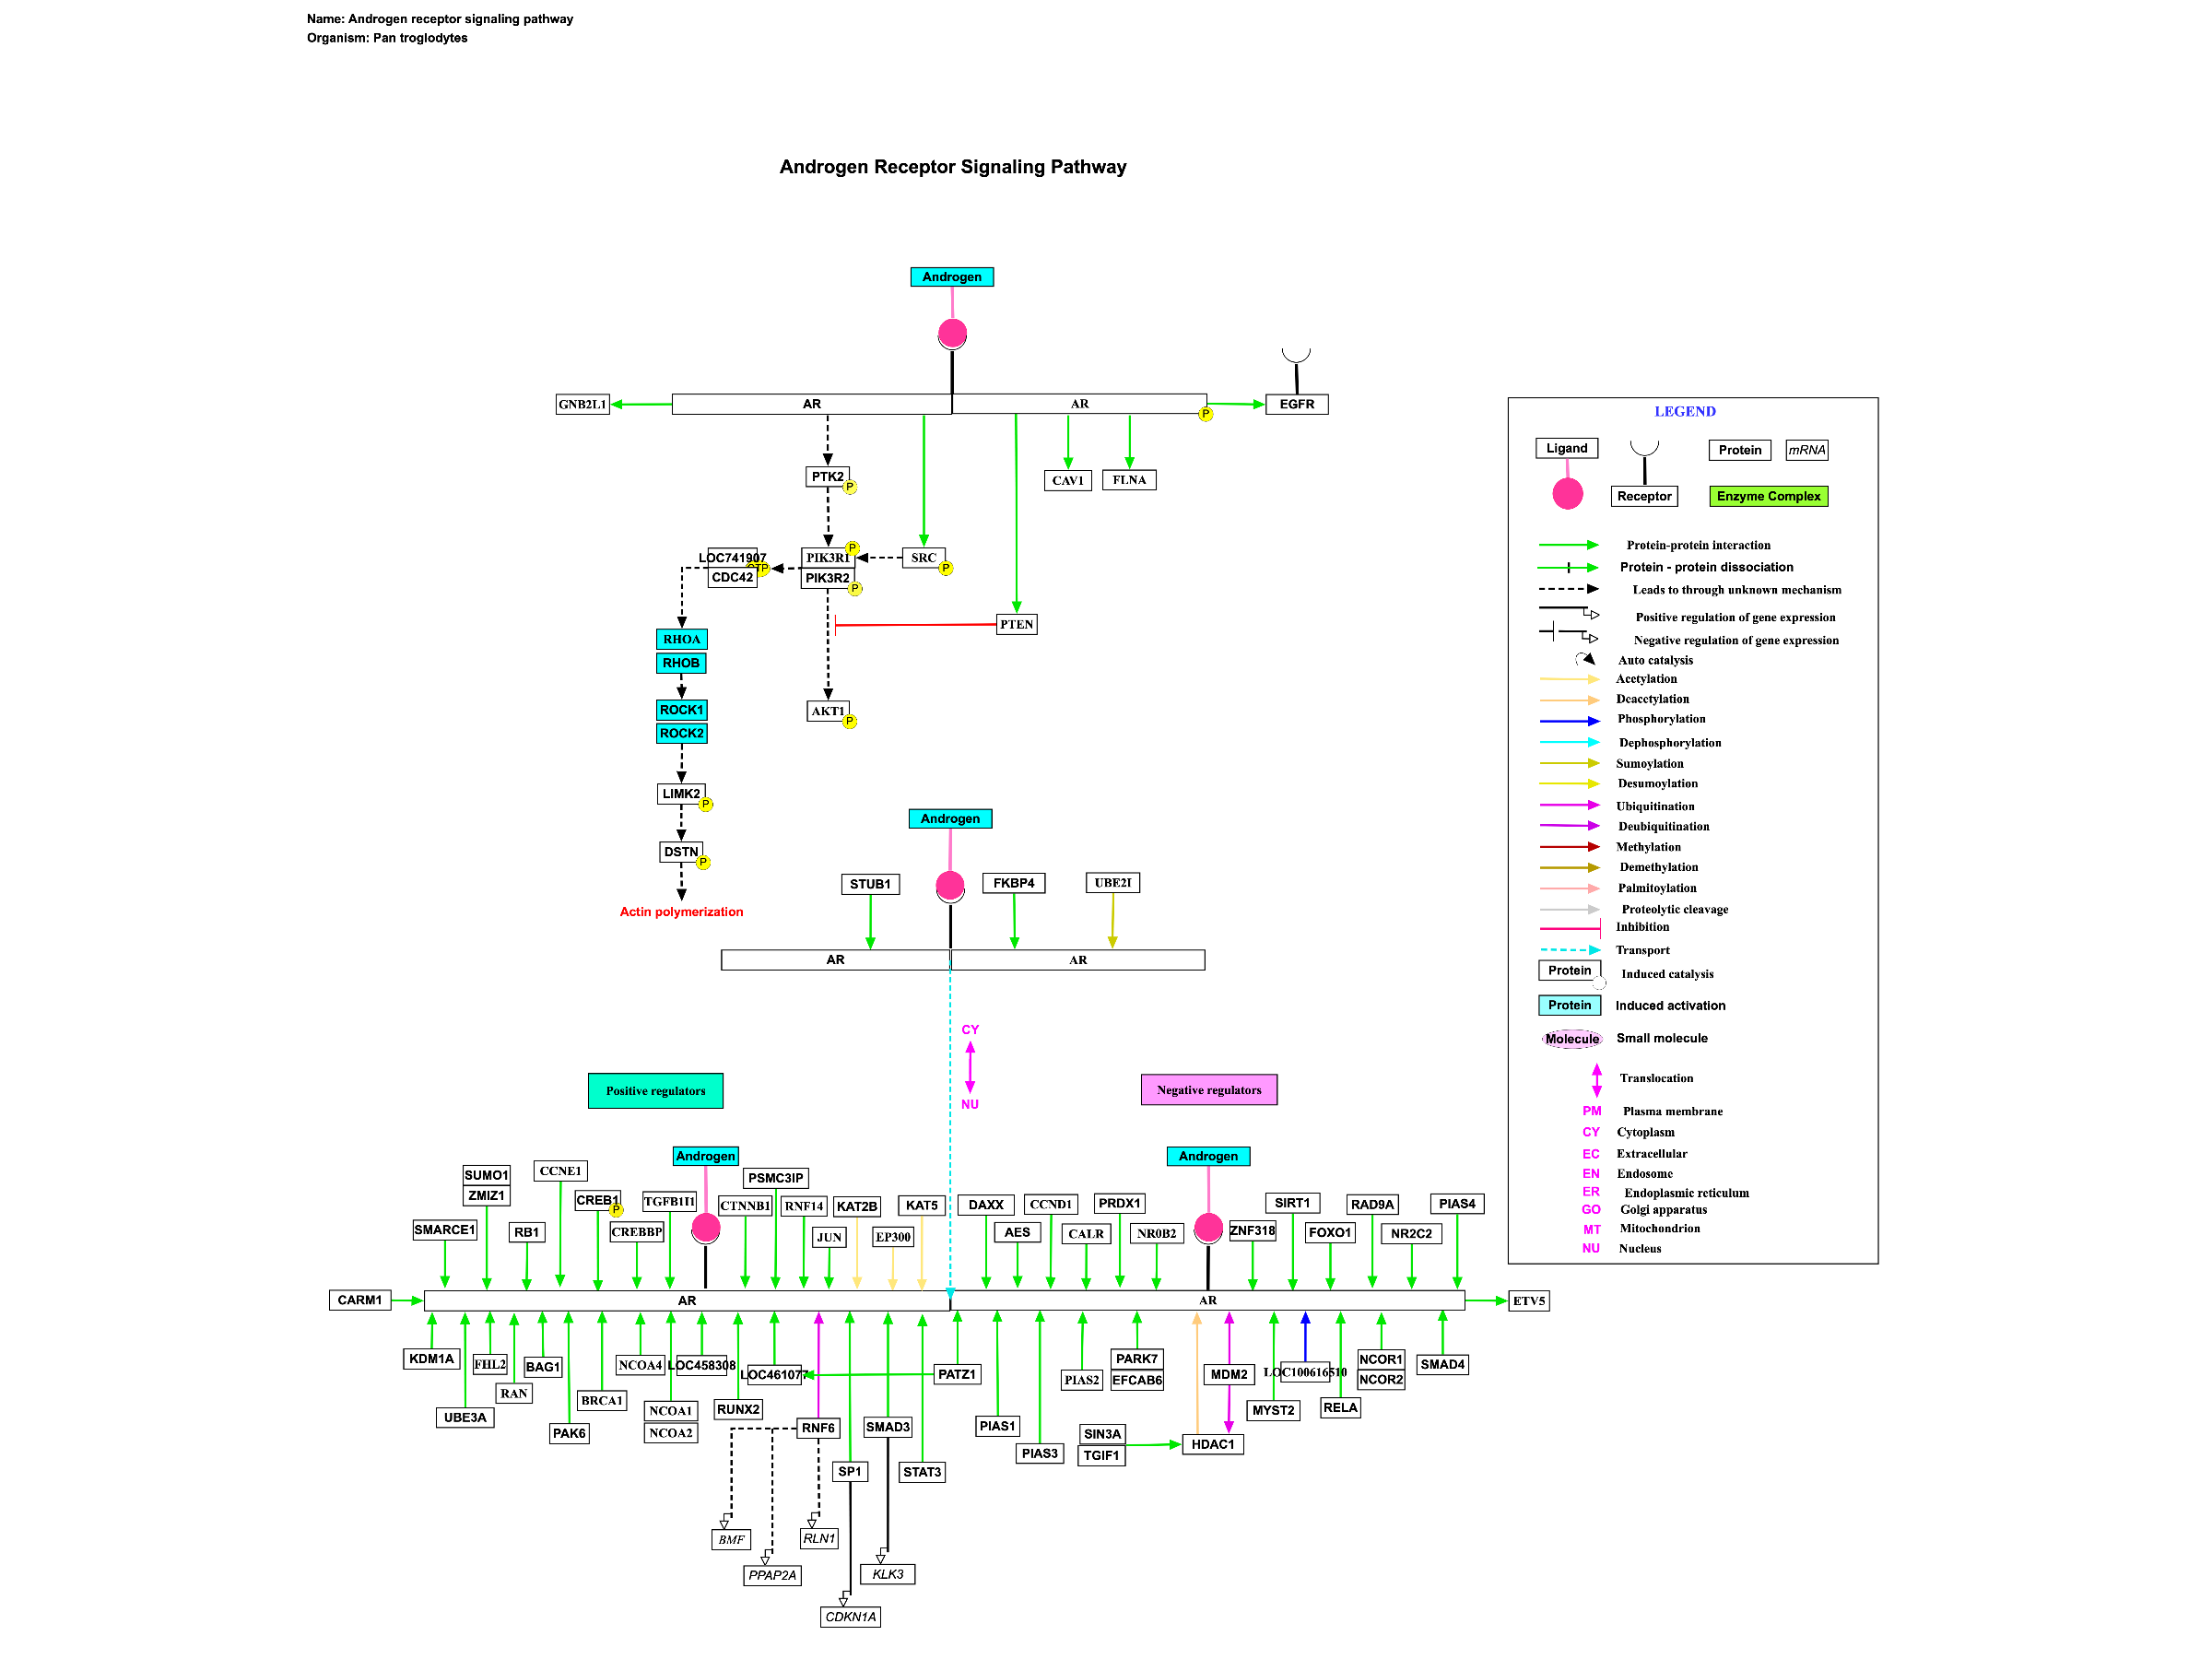 Name: Androgen receptor signaling pathway
Organism: Pan troglodytes
Androgen Receptor Signaling Pathway
Androgen
GNB2L1
AR
AR
P
EGFR
PTK2
P
CAV1
FLNA
LOC741907
CDC42
PIK3R1
P
PIK3R2
P
SRC
P
RHOA
RHOB
PTEN
ROCK1
ROCK2
AKT1
P
LIMK2
P
DSTN
P
Actin polymerization
Androgen
STUB1
FKBP4
UBE2I
AR
AR
CY
NU
Positive regulators
Negative regulators
Androgen
Androgen
SUMO1
ZMIZ1
CCNE1
CREB1
P
TGFB1I1
PSMC3IP
CTNNB1
RNF14
KAT2B
KAT5
SMARCE1
RB1
CREBBP
JUN
EP300
DAXX
CCND1
PRDX1
SIRT1
RAD9A
PIAS4
AES
CALR
NR0B2
ZNF318
FOXO1
NR2C2
CARM1
AR
AR
ETV5
KDM1A
FHL2
BAG1
NCOA4
LOC458308
LOC461077
PATZ1
PIAS2
PARK7
EFCAB6
MDM2
LOC100616510
NCOR1
NCOR2
SMAD4
RAN
BRCA1
UBE3A
PAK6
NCOA1
NCOA2
RUNX2
RNF6
SMAD3
PIAS1
PIAS3
SIN3A
TGIF1
HDAC1
MYST2
RELA
SP1
STAT3
BMF
RLN1
PPAP2A
KLK3
CDKN1A
LEGEND
Ligand
Receptor
Protein
mRNA
Enzyme Complex
Protein-protein interaction
Protein - protein dissociation
Leads to through unknown mechanism
Positive regulation of gene expression
Negative regulation of gene expression
Auto catalysis
Acetylation
Deacetylation
Phosphorylation
Dephosphorylation
Sumoylation
Desumoylation
Ubiquitination
Deubiquitination
Methylation
Demethylation
Palmitoylation
Proteolytic cleavage
Inhibition
Transport
Protein Induced catalysis
Protein Induced activation
Molecule Small molecule
Translocation
PM Plasma membrane
CY Cytoplasm
EC Extracellular
EN Endosome
ER Endoplasmic reticulum
GO Golgi apparatus
MT Mitochondrion
NU Nucleus